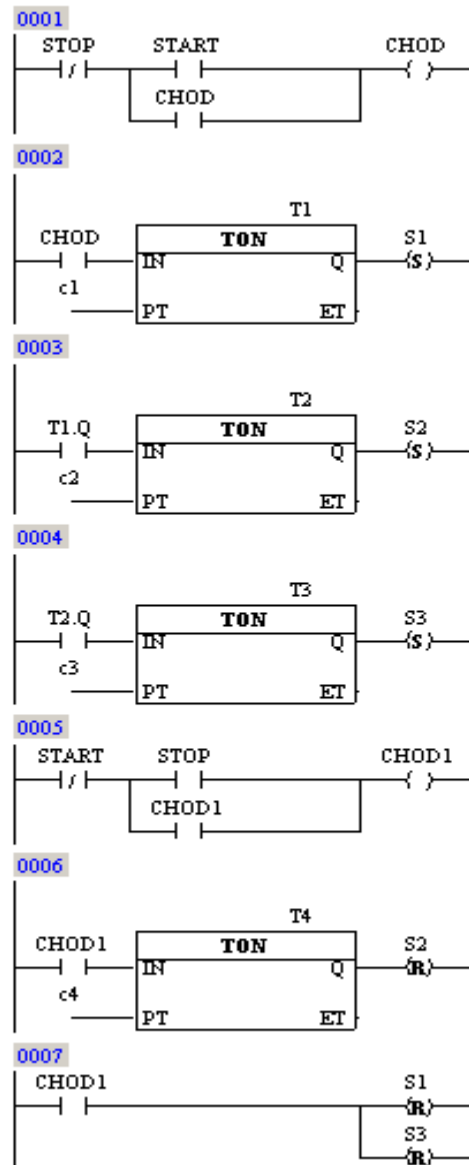 0001
STOP START CHOD
CHOD
0002
T1
CHOD TON S1
IN Q S
c1
PT ET
0003
T2
T1.Q TON S2
IN Q S
c2
PT ET
0004
T3
T2.Q TON S3
IN Q S
c3
PT ET
0005
START STOP CHOD1
CHOD1
0006
T4
CHOD1 TON S2
IN Q R
c4
PT ET
0007
CHOD1 S1
R
S3
R